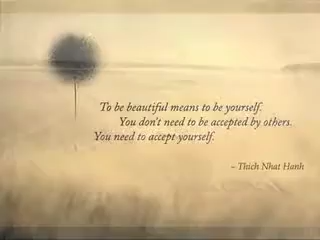 To be beautiful means to be yourself.
You don't need to be accepted by others.
You need to accept yourself.
– Thich Nhat Hanh